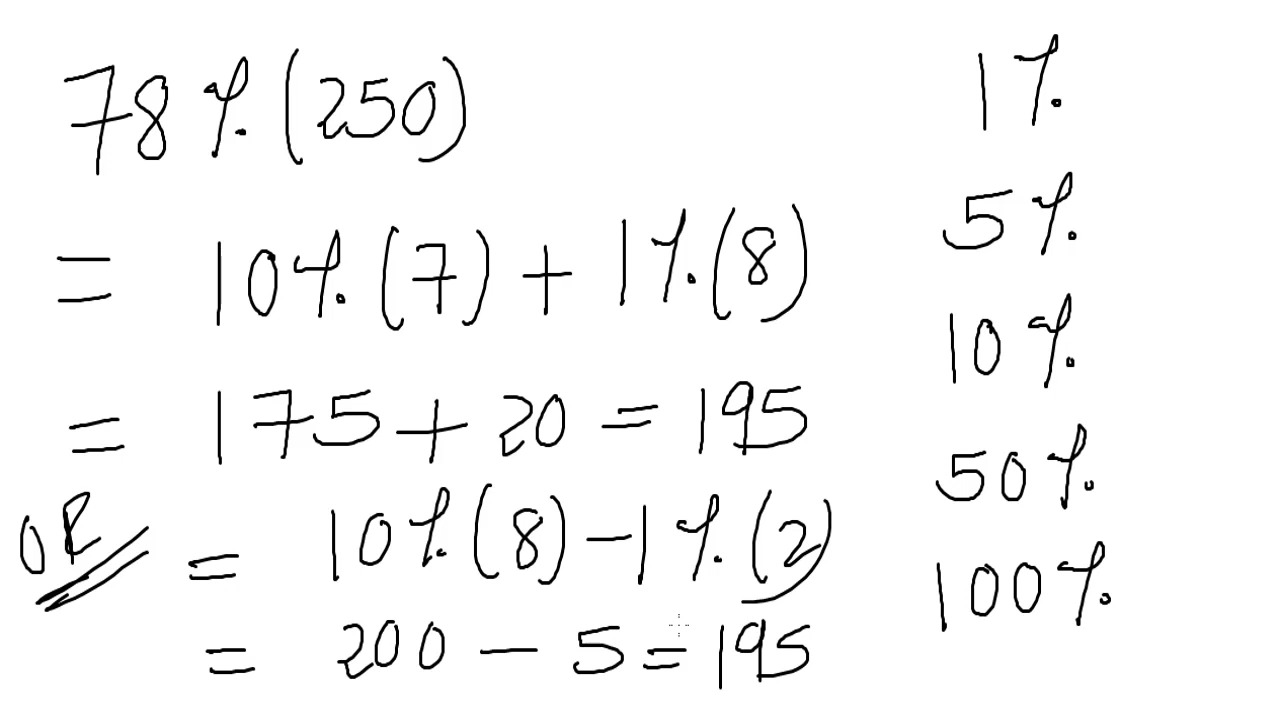 78%(250)
= 10%(7) + 1%(8)
= 175 + 20 = 195
OR = 10%(8) - 1%(2)
= 200 - 5 = 195
1%
5%
10%
50%
100%